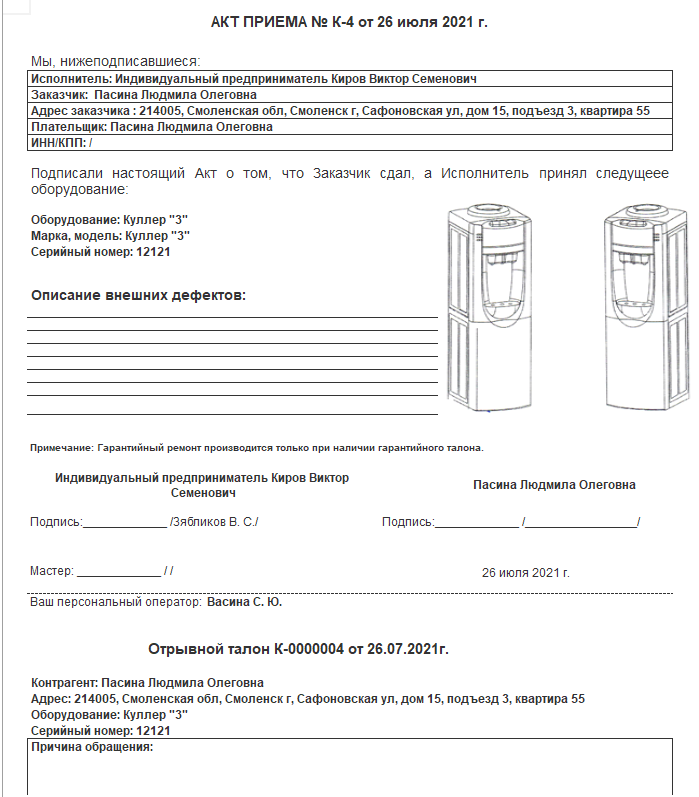 АКТ ПРИЕМА № К-4 от 26 июля 2021 г.
Мы, нижеподписавшиеся:
Исполнитель: Индивидуальный предприниматель Киров Виктор Семенович
Заказчик: Пасина Людмила Олеговна
Адрес заказчика : 214005, Смоленская обл, Смоленск г, Сафоновская ул, дом 15, подъезд 3, квартира 55
Плательщик: Пасина Людмила Олеговна
ИНН/КПП: /
Подписали настоящий Акт о том, что Заказчик сдал, а Исполнитель принял следущеее
оборудование:
Оборудование: Куллер "3"
Марка, модель: Куллер "3"
Серийный номер: 12121
Описание внешних дефектов:
Примечание: Гарантийный ремонт производится только при наличии гарантийного талона.
Индивидуальный предприниматель Киров Виктор
Семенович
Пасина Людмила Олеговна
Подпись:_____________ /Зябликов В. С./
Подпись:_____________ /_________________/
Мастер: _____________ / /
26 июля 2021 г.
Ваш персональный оператор: Васина С. Ю.
Отрывной талон К-0000004 от 26.07.2021г.
Контрагент: Пасина Людмила Олеговна
Адрес: 214005, Смоленская обл, Смоленск г, Сафоновская ул, дом 15, подъезд 3, квартира 55
Оборудование: Куллер "3"
Серийный номер: 12121
Причина обращения: